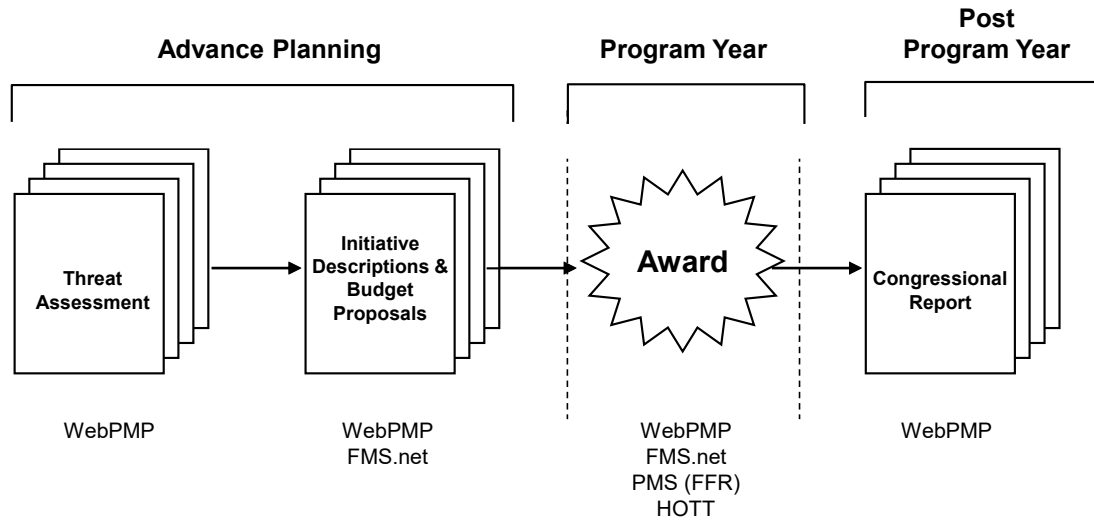 Advance Planning
Program Year
Post
Program Year
Threat
Assessment
Initiative
Descriptions &
Budget
Proposals
Award
Congressional
Report
WebPMP
WebPMP
FMS.net
WebPMP
FMS.net
PMS (FFR)
HOTT
WebPMP